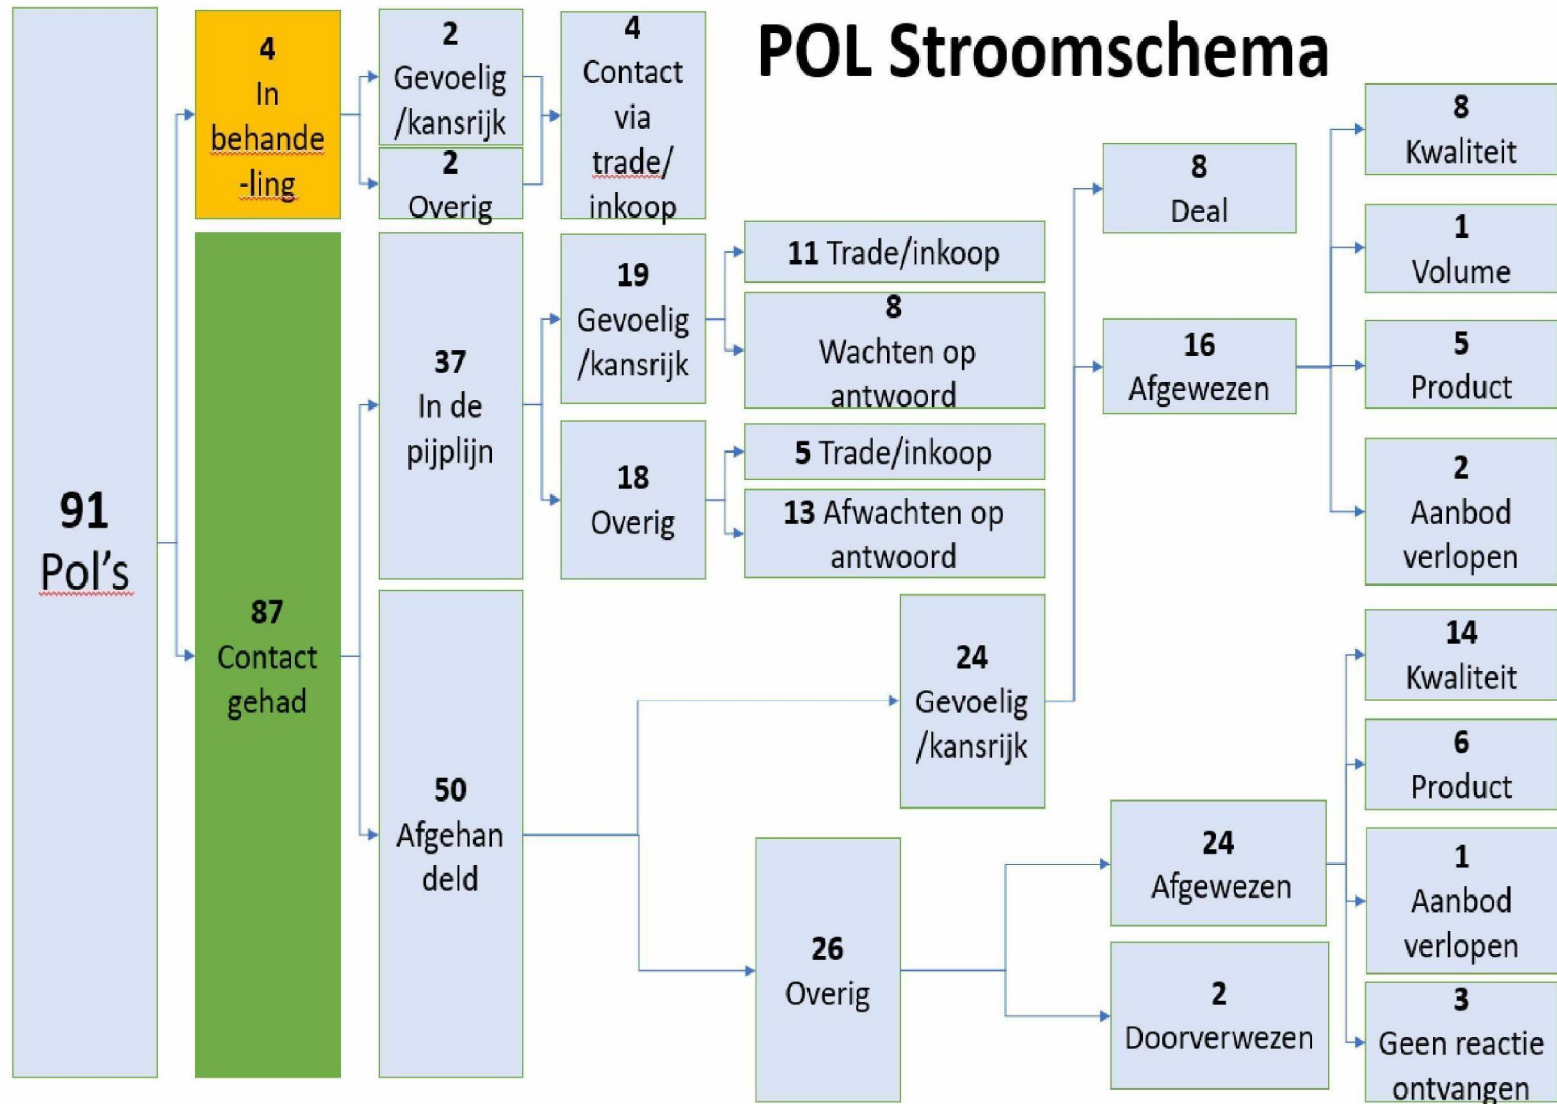 POL Stroomschema
91
Pol's
4
In
behande
-ling
87
Contact
gehad
2
Gevoelig
/kansrijk
2
Overig
4
Contact
via
trade/
inkoop
37
In de
pijplijn
19
Gevoelig
/kansrijk
11 Trade/inkoop
8
Wachten op
antwoord
18
Overig
5 Trade/inkoop
13 Afwachten op
antwoord
50
Afgehan
deld
24
Gevoelig
/kansrijk
8
Deal
16
Afgewezen
8
Kwaliteit
1
Volume
5
Product
2
Aanbod
verlopen
26
Overig
24
Afgewezen
2
Doorverwezen
14
Kwaliteit
6
Product
1
Aanbod
verlopen
3
Geen reactie
ontvangen